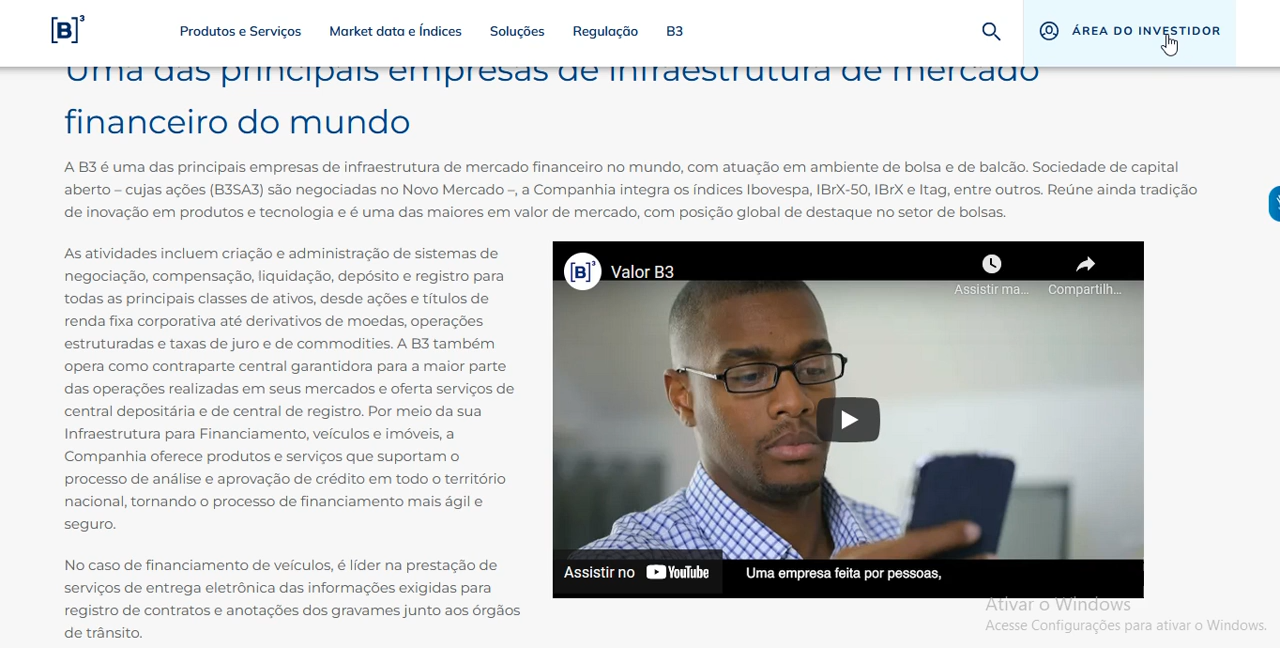 [B]³
Produtos e Serviços
Market data e Índices
Soluções
Regulação
B3
ÁREA DO INVESTIDOR
Uma das principais empresas de infraestrutura de mercado
financeiro do mundo
A B3 é uma das principais empresas de infraestrutura de mercado financeiro no mundo, com atuação em ambiente de bolsa e de balcão. Sociedade de capital
aberto – cujas ações (B3SA3) são negociadas no Novo Mercado –, a Companhia integra os índices Ibovespa, IBrX-50, IBrX e Itag, entre outros. Reúne ainda tradição
de inovação em produtos e tecnologia e é uma das maiores em valor de mercado, com posição global de destaque no setor de bolsas.
As atividades incluem criação e administração de sistemas de
negociação, compensação, liquidação, depósito e registro para
todas as principais classes de ativos, desde ações e títulos de
renda fixa corporativa até derivativos de moedas, operações
estruturadas e taxas de juro e de commodities. A B3 também
opera como contraparte central garantidora para a maior parte
das operações realizadas em seus mercados e oferta serviços de
central depositária e de central de registro. Por meio da sua
Infraestrutura para Financiamento, veículos e imóveis, a
Companhia oferece produtos e serviços que suportam o
processo de análise e aprovação de crédito em todo o território
nacional, tornando o processo de financiamento mais ágil e
seguro.
No caso de financiamento de veículos, é líder na prestação de
serviços de entrega eletrônica das informações exigidas para
registro de contratos e anotações dos gravames junto aos órgãos
de trânsito.
[B]³
Valor B3
Assistir ma...
Compartilh...
Assistir no YouTube
Uma empresa feita por pessoas,
Ativar o Windows
Acesse Configurações para ativar o Windows.